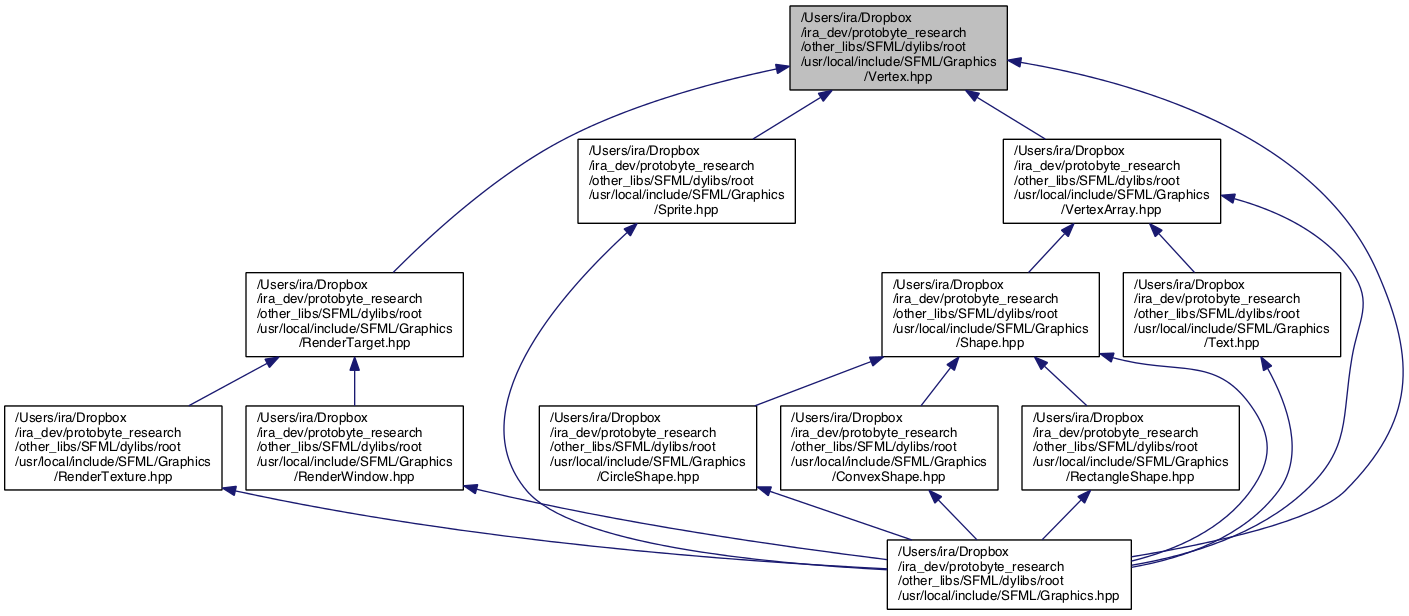 /Users/ira/Dropbox
/ira_dev/protobyte_research
/other_libs/SFML/dylibs/root
/usr/local/include/SFML/Graphics
/Vertex.hpp
/Users/ira/Dropbox
/ira_dev/protobyte_research
/other_libs/SFML/dylibs/root
/usr/local/include/SFML/Graphics
/Sprite.hpp
/Users/ira/Dropbox
/ira_dev/protobyte_research
/other_libs/SFML/dylibs/root
/usr/local/include/SFML/Graphics
/VertexArray.hpp
/Users/ira/Dropbox
/ira_dev/protobyte_research
/other_libs/SFML/dylibs/root
/usr/local/include/SFML/Graphics
/RenderTarget.hpp
/Users/ira/Dropbox
/ira_dev/protobyte_research
/other_libs/SFML/dylibs/root
/usr/local/include/SFML/Graphics
/Shape.hpp
/Users/ira/Dropbox
/ira_dev/protobyte_research
/other_libs/SFML/dylibs/root
/usr/local/include/SFML/Graphics
/Text.hpp
/Users/ira/Dropbox
/ira_dev/protobyte_research
/other_libs/SFML/dylibs/root
/usr/local/include/SFML/Graphics
/RenderTexture.hpp
/Users/ira/Dropbox
/ira_dev/protobyte_research
/other_libs/SFML/dylibs/root
/usr/local/include/SFML/Graphics
/RenderWindow.hpp
/Users/ira/Dropbox
/ira_dev/protobyte_research
/other_libs/SFML/dylibs/root
/usr/local/include/SFML/Graphics
/CircleShape.hpp
/Users/ira/Dropbox
/ira_dev/protobyte_research
/other_libs/SFML/dylibs/root
/usr/local/include/SFML/Graphics
/ConvexShape.hpp
/Users/ira/Dropbox
/ira_dev/protobyte_research
/other_libs/SFML/dylibs/root
/usr/local/include/SFML/Graphics
/RectangleShape.hpp
/Users/ira/Dropbox
/ira_dev/protobyte_research
/other_libs/SFML/dylibs/root
/usr/local/include/SFML/Graphics.hpp